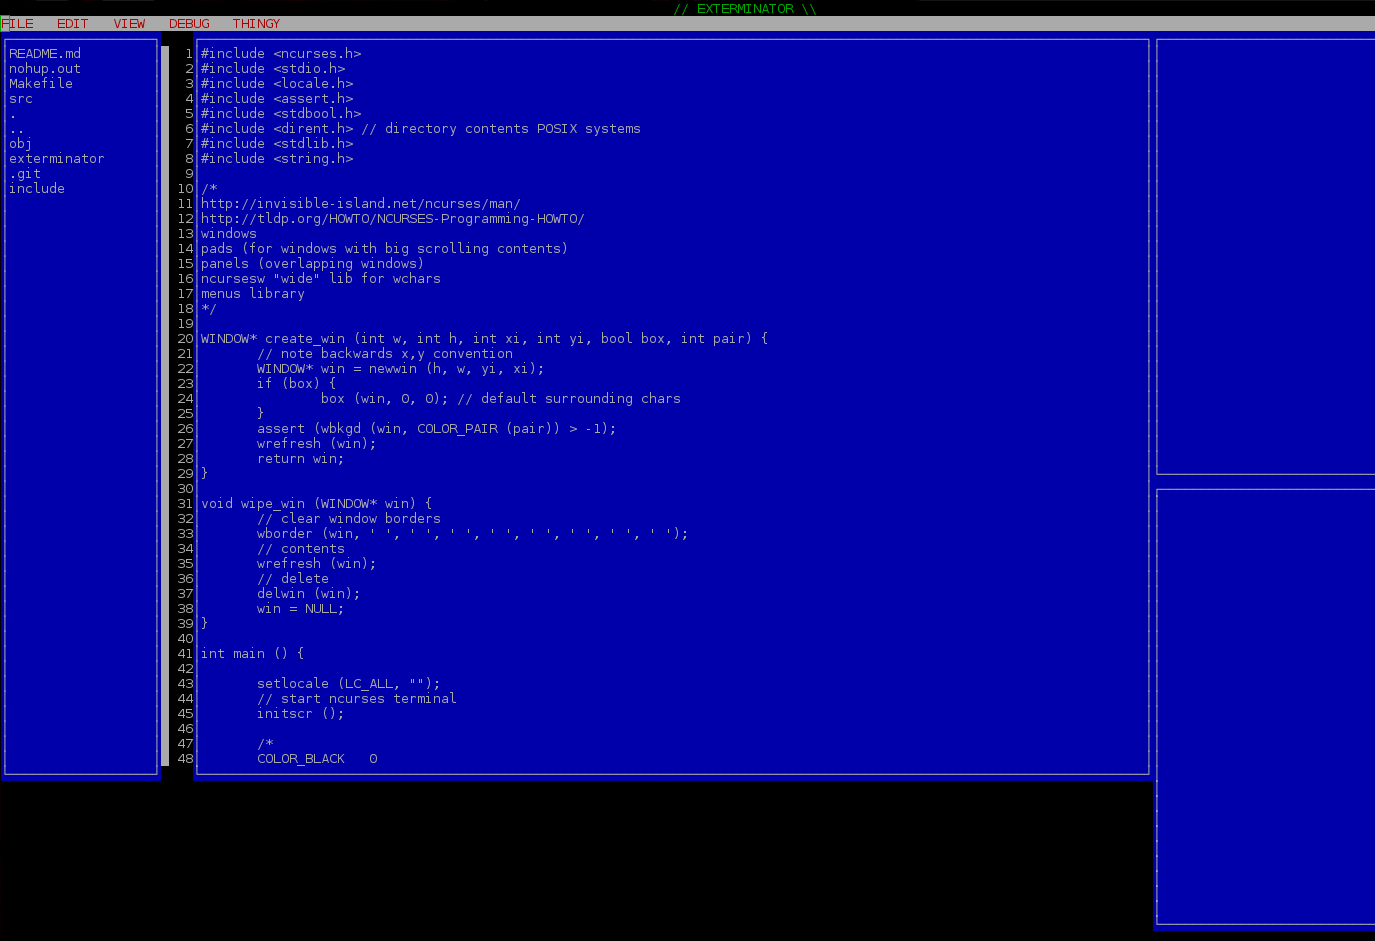 // EXTERMINATOR \\
FILE EDIT VIEW DEBUG THINGY
README.md
nohup.out
Makefile
src
.
..
obj
exterminator
.git
include
1 #include <ncurses.h>
2 #include <stdio.h>
3 #include <locale.h>
4 #include <assert.h>
5 #include <stdbool.h>
6 #include <dirent.h> // directory contents POSIX systems
7 #include <stdlib.h>
8 #include <string.h>
9
10 /*
11 http://invisible-island.net/ncurses/man/
12 http://tldp.org/HOWTO/NCURSES-Programming-HOWTO/
13 windows
14 pads (for windows with big scrolling contents)
15 panels (overlapping windows)
16 ncursesw "wide" lib for wchars
17 menus library
18 */
19
20 WINDOW* create_win (int w, int h, int xi, int yi, bool box, int pair) {
21 // note backwards x,y convention
22 WINDOW* win = newwin (h, w, yi, xi);
23 if (box) {
24 box (win, 0, 0); // default surrounding chars
25 }
26 assert (wbkgd (win, COLOR_PAIR (pair)) > -1);
27 wrefresh (win);
28 return win;
29 }
30
31 void wipe_win (WINDOW* win) {
32 // clear window borders
33 wborder (win, ' ', ' ', ' ', ' ', ' ', ' ', ' ', ' ');
34 // contents
35 wrefresh (win);
36 // delete
37 delwin (win);
38 win = NULL;
39 }
40
41 int main () {
42
43 setlocale (LC_ALL, "");
44 // start ncurses terminal
45 initscr ();
46
47 /*
48 COLOR_BLACK 0